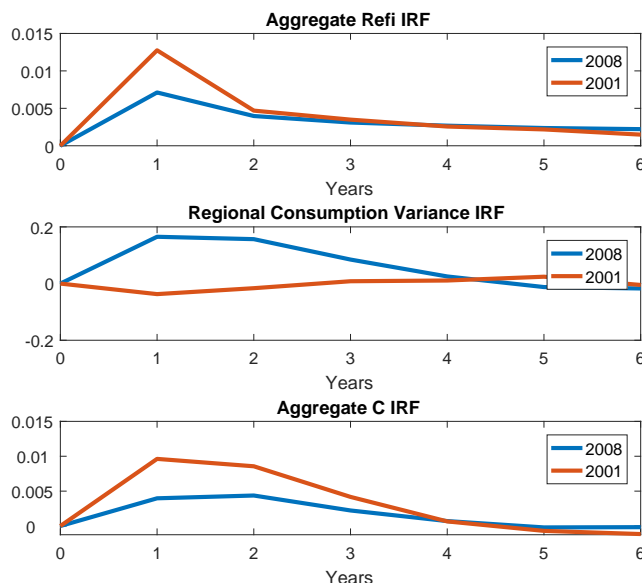 Aggregate Refi IRF
0.015
0.01
0.005
0
2008
2001
0 1 2 3 4 5 6
Years
Regional Consumption Variance IRF
0.2
0
-0.2
2008
2001
0 1 2 3 4 5 6
Years
Aggregate C IRF
0.015
0.01
0.005
0
2008
2001
0 1 2 3 4 5 6
Years